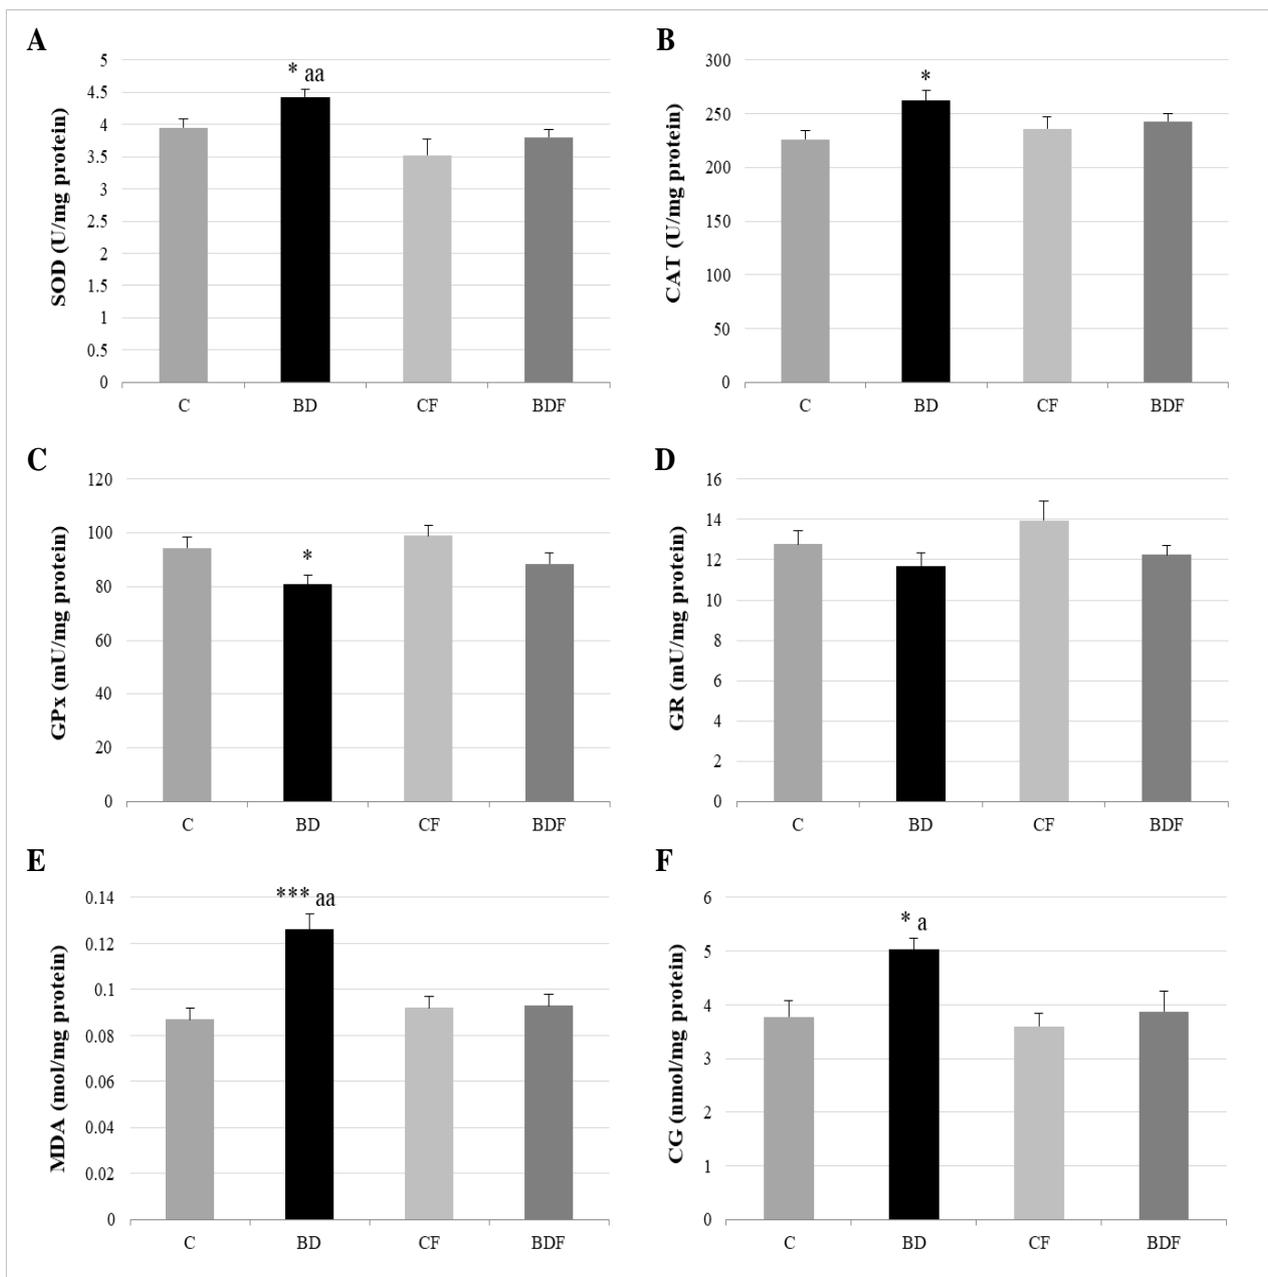 A
SOD (U/mg protein)
5
4.5
4
3.5
3
2.5
2
1.5
1
0.5
0
* aa
C BD CF BDF
B
CAT (U/mg protein)
300
250
200
150
100
50
0
*
C BD CF BDF
C
GPx (mU/mg protein)
120
100
80
60
40
20
0
*
C BD CF BDF
D
GR (mU/mg protein)
16
14
12
10
8
6
4
2
0
C BD CF BDF
E
MDA (mol/mg protein)
0.14
0.12
0.1
0.08
0.06
0.04
0.02
0
*** aa
C BD CF BDF
F
CG (nmol/mg protein)
6
5
4
3
2
1
0
* a
C BD CF BDF